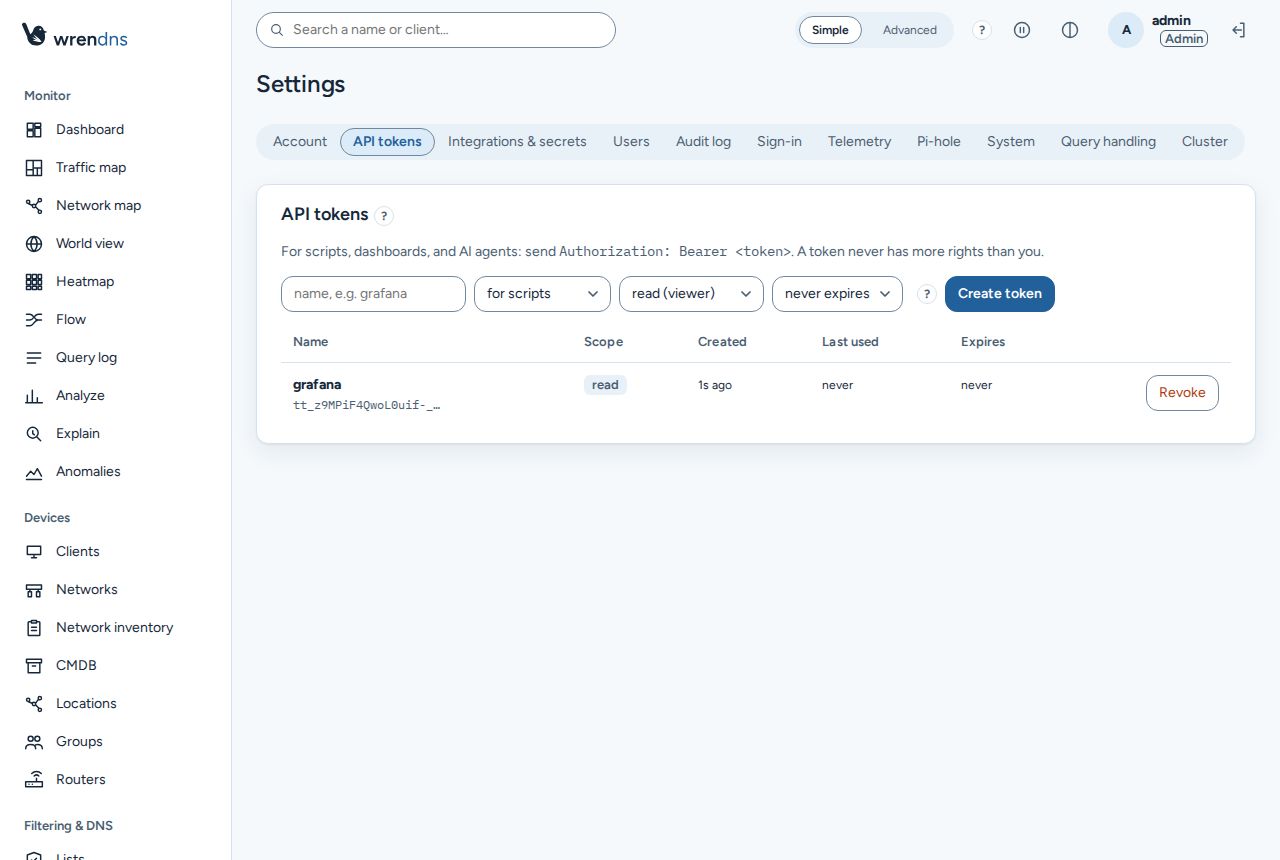 wrendns
Search a name or client...
Simple
Advanced
?
A
admin
Admin
Monitor
Dashboard
Traffic map
Network map
World view
Heatmap
Flow
Query log
Analyze
Explain
Anomalies
Devices
Clients
Networks
Network inventory
CMDB
Locations
Groups
Routers
Filtering & DNS
Lists
Settings
Account API tokens Integrations & secrets Users Audit log Sign-in Telemetry Pi-hole System Query handling Cluster
API tokens ?
For scripts, dashboards, and AI agents: send Authorization: Bearer <token>. A token never has more rights than you.
name, e.g. grafana for scripts read (viewer) never expires ? Create token
Name Scope Created Last used Expires
grafana read 1s ago never never Revoke
tt_z9MPiF4QwoL0uif-_…